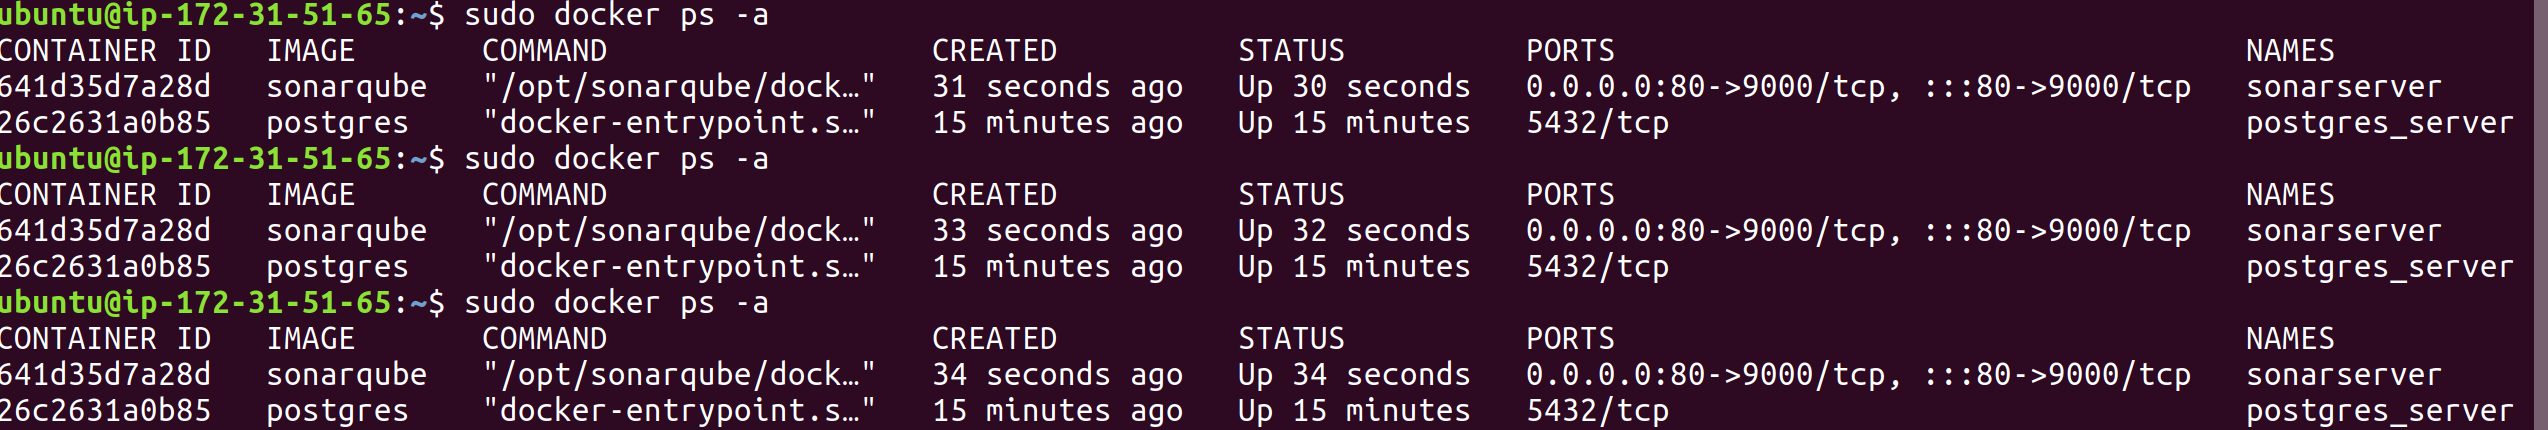 ubuntu@ip-172-31-51-65:~$ sudo docker ps -a
CONTAINER ID   IMAGE       COMMAND                  CREATED          STATUS          PORTS                                   NAMES
641d35d7a28d   sonarqube   "/opt/sonarqube/dock…"   31 seconds ago   Up 30 seconds   0.0.0.0:80->9000/tcp, :::80->9000/tcp   sonarserver
26c2631a0b85   postgres    "docker-entrypoint.s…"   15 minutes ago   Up 15 minutes   5432/tcp                                postgres_server
ubuntu@ip-172-31-51-65:~$ sudo docker ps -a
CONTAINER ID   IMAGE       COMMAND                  CREATED          STATUS          PORTS                                   NAMES
641d35d7a28d   sonarqube   "/opt/sonarqube/dock…"   33 seconds ago   Up 32 seconds   0.0.0.0:80->9000/tcp, :::80->9000/tcp   sonarserver
26c2631a0b85   postgres    "docker-entrypoint.s…"   15 minutes ago   Up 15 minutes   5432/tcp                                postgres_server
ubuntu@ip-172-31-51-65:~$ sudo docker ps -a
CONTAINER ID   IMAGE       COMMAND                  CREATED          STATUS          PORTS                                   NAMES
641d35d7a28d   sonarqube   "/opt/sonarqube/dock…"   34 seconds ago   Up 34 seconds   0.0.0.0:80->9000/tcp, :::80->9000/tcp   sonarserver
26c2631a0b85   postgres    "docker-entrypoint.s…"   15 minutes ago   Up 15 minutes   5432/tcp                                postgres_server